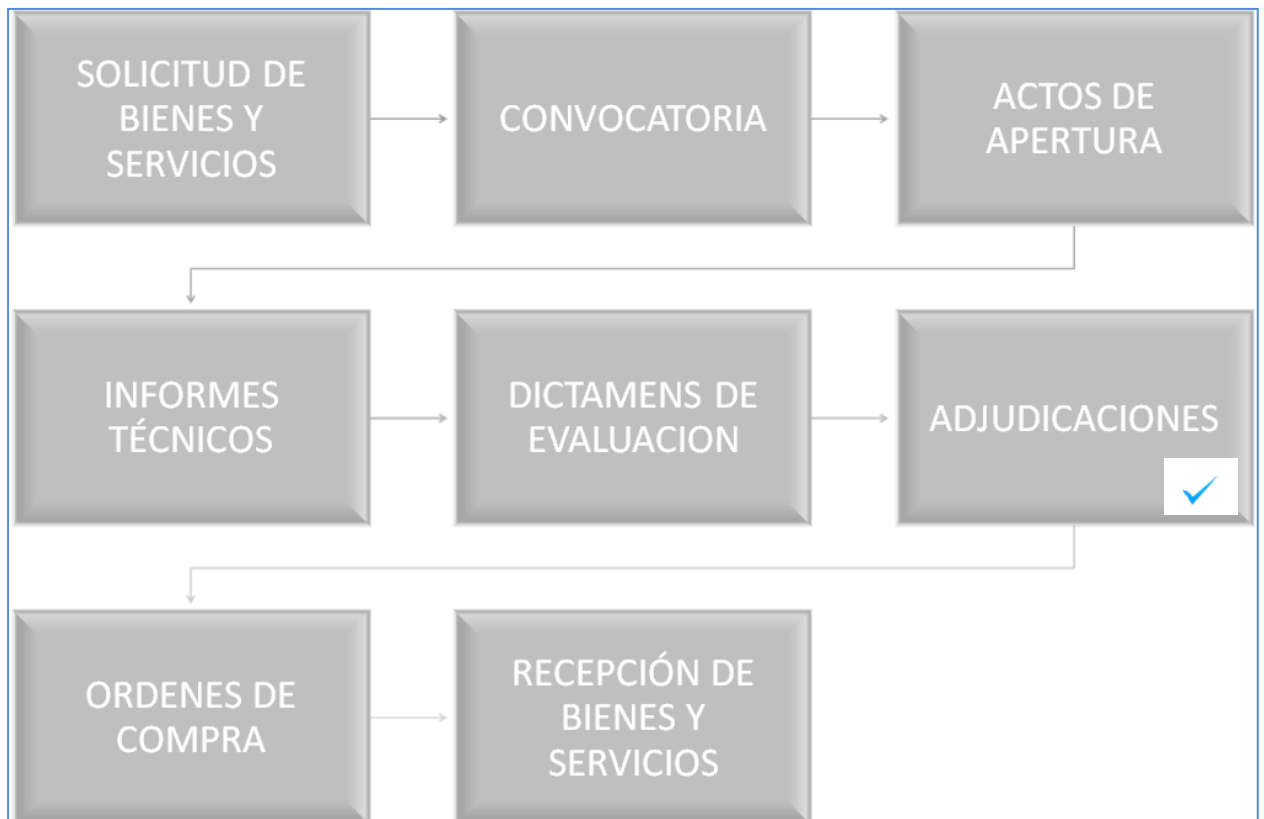 SOLICITUD DE
BIENES Y
SERVICIOS
CONVOCATORIA
ACTOS DE
APERTURA
INFORMES
TÉCNICOS
DICTAMENS DE
EVALUACION
ADJUDICACIONES
ORDENES DE
COMPRA
RECEPCIÓN DE
BIENES Y
SERVICIOS